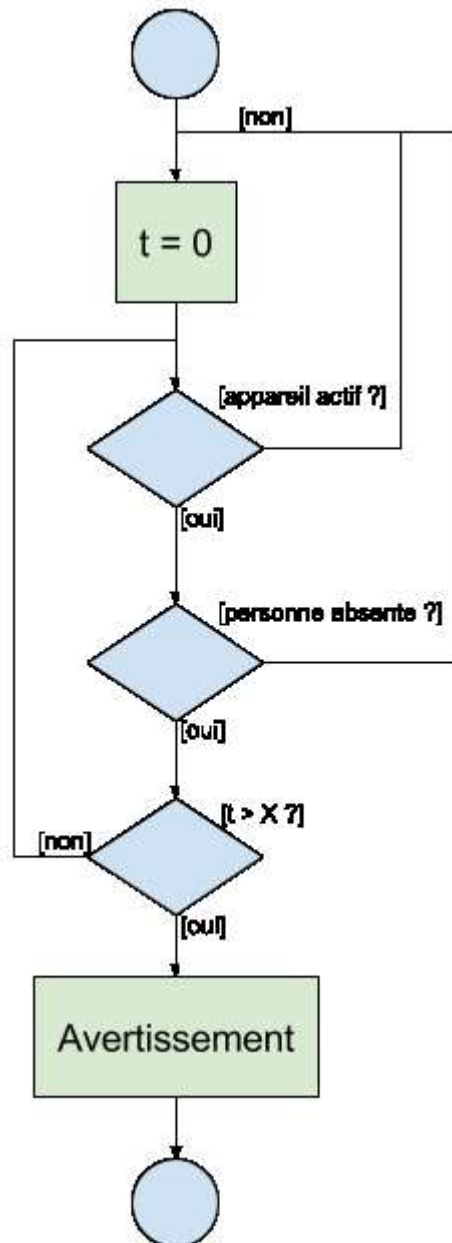 [non]
t = 0
[appareil actif ?]
[oui]
[personne absente ?]
[oui]
[t > X ?]
[non]
[oui]
Avertissement